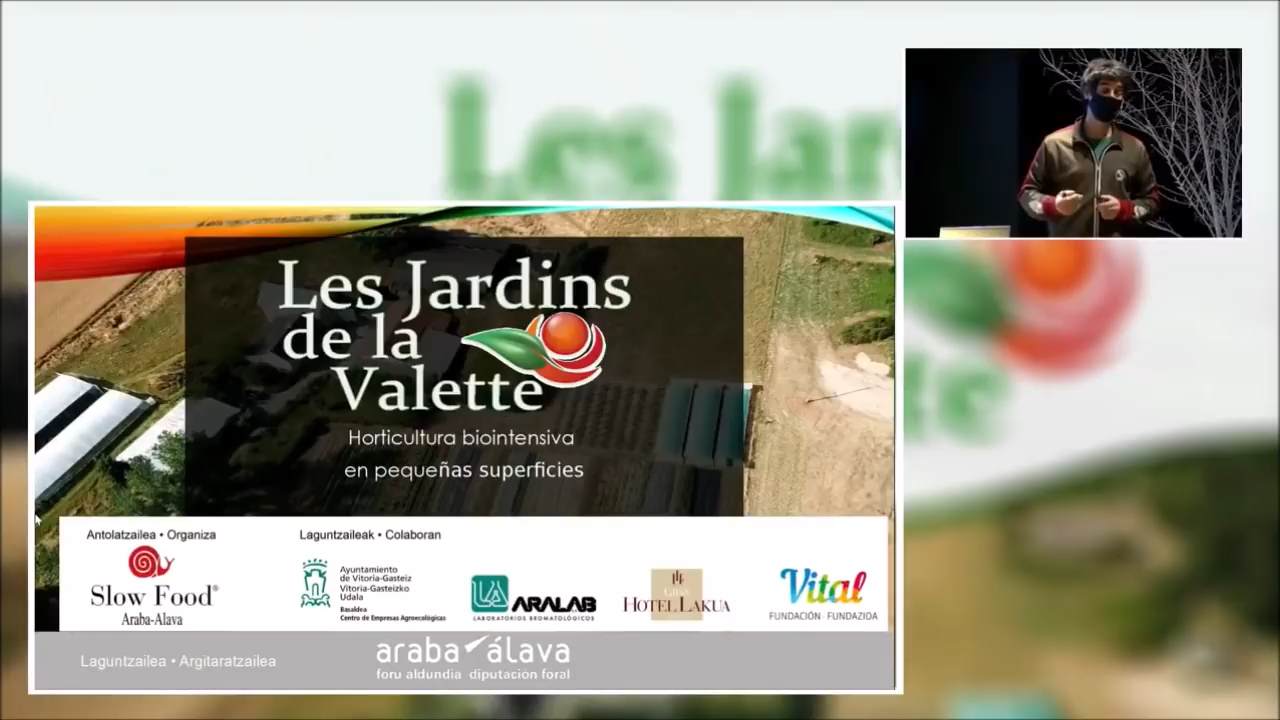 Les Jardins
de la
Valette
Horticultura biointensiva
en pequeñas superficies
Antolatzailea • Organiza
Laguntzaileak • Colaboran
Slow Food®
Araba-Alava
Ayuntamiento
de Vitoria-Gasteiz
Vitoria-Gasteizko
Udala
Basaldea
Centro de Empresas Agroecológicas
ARALAB
LABORATORIOS BROMATOLÓGICOS
HOTEL LAKUA
Vital
FUNDACIÓN · FUNDAZIOA
Laguntzailea • Argitaratzailea
araba álava
foru aldundia diputación foral
Les Jar